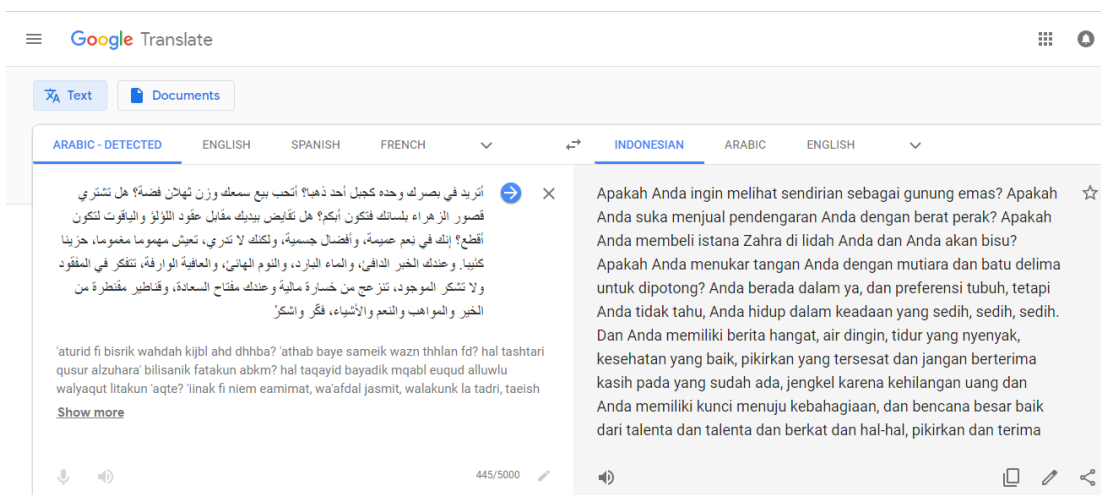 Google Translate
Text
Documents
ARABIC - DETECTED
ENGLISH
SPANISH
FRENCH
INDONESIAN
ARABIC
ENGLISH
أتريد في بصرك وحده كجبل أحد ذهبا؟ أتحب بيع سمعك وزن ثهلان فضة؟ هل تشتري
قصور الزهراء بلسانك فتكون أبكم؟ هل تقايض بيديك مقابل عقود اللؤلؤ والياقوت لتكون
أقطع؟ إنك في نعم عميمة، وأفضال جسمية، ولكنك لا تدري، تعيش مهموما مغموما، حزينا
كئيبا. وعندك الخبر الدافئ، والماء البارد، والنوم الهانئ، والعافية الوارفة، تتفكر في المفقود
ولا تشكر الموجود، تنزعج من خسارة مالية وعندك مفتاح السعادة، وقناطير مقنطرة من
الخير والمواهب والنعم والأشياء، فكّر واشكرْ
'aturid fi bisrik wahdah kijbl ahd dhhba? 'athab baye sameik wazn thhlan fd? hal tashtari
qusur alzuhara' bilisanik fatakun abkm? hal taqayid bayadik mqabl euqud alluwlu
walyaqut litakun 'aqte? 'iinak fi niem eamimat, wa'afdal jasmit, walakunk la tadri, taeish
Show more
445/5000
Apakah Anda ingin melihat sendirian sebagai gunung emas? Apakah
Anda suka menjual pendengaran Anda dengan berat perak? Apakah
Anda membeli istana Zahra di lidah Anda dan Anda akan bisu?
Apakah Anda menukar tangan Anda dengan mutiara dan batu delima
untuk dipotong? Anda berada dalam ya, dan preferensi tubuh, tetapi
Anda tidak tahu, Anda hidup dalam keadaan yang sedih, sedih, sedih.
Dan Anda memiliki berita hangat, air dingin, tidur yang nyenyak,
kesehatan yang baik, pikirkan yang tersesat dan jangan berterima
kasih pada yang sudah ada, jengkel karena kehilangan uang dan
Anda memiliki kunci menuju kebahagiaan, dan bencana besar baik
dari talenta dan talenta dan berkat dan hal-hal, pikirkan dan terima